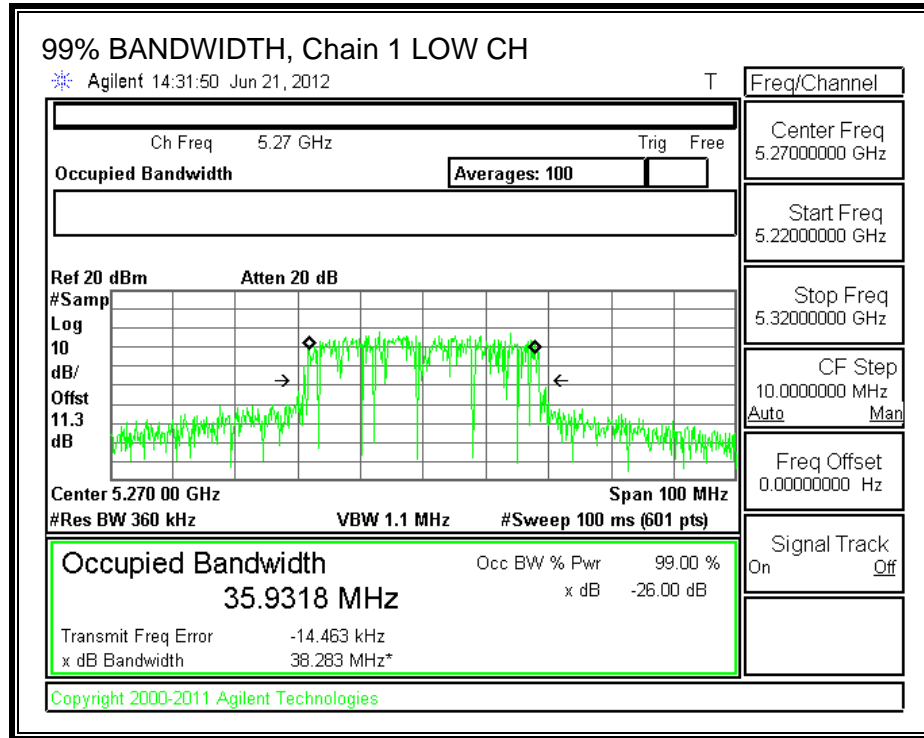 99% BANDWIDTH, Chain 1 LOW CH
Agilent 14:31:50 Jun 21, 2012 T
Freq/Channel
Ch Freq 5.27 GHz Trig Free
Occupied Bandwidth Averages: 100
Ref 20 dBm Atten 20 dB
#Samp
Log
10
dB/
Offst
11.3
dB
Center 5.270 00 GHz Span 100 MHz
#Res BW 360 kHz VBW 1.1 MHz #Sweep 100 ms (601 pts)
Occupied Bandwidth Occ BW % Pwr 99.00 %
35.9318 MHz x dB -26.00 dB
Transmit Freq Error -14.463 kHz
x dB Bandwidth 38.283 MHz*
Copyright 2000-2011 Agilent Technologies
Center Freq
5.27000000 GHz
Start Freq
5.22000000 GHz
Stop Freq
5.32000000 GHz
CF Step
10.0000000 MHz
Auto Man
Freq Offset
0.00000000 Hz
Signal Track
On Off